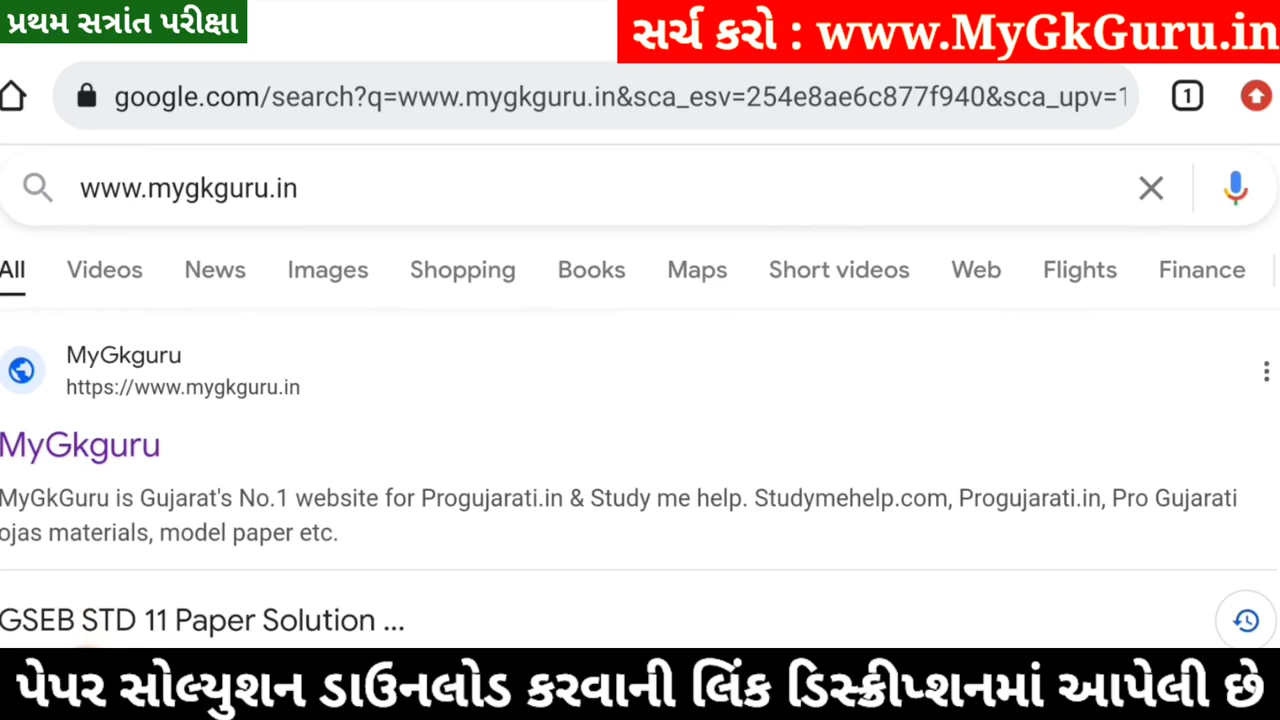 પ્રથમ સત્રાંત પરીક્ષા
સર્ચ કરો : www.MyGkGuru.in
google.com/search?q=www.mygkguru.in&sca_esv=254e8ae6c877f940&sca_upv=1
1
www.mygkguru.in
All Videos News Images Shopping Books Maps Short videos Web Flights Finance
MyGkguru
https://www.mygkguru.in
MyGkguru
MyGkGuru is Gujarat's No.1 website for Progujarati.in & Study me help. Studymehelp.com, Progujarati.in, Pro Gujarati
ojas materials, model paper etc.
GSEB STD 11 Paper Solution ...
પેપર સોલ્યુશન ડાઉનલોડ કરવાની લિંક ડિસ્ક્રીપ્શનમાં આપેલી છે